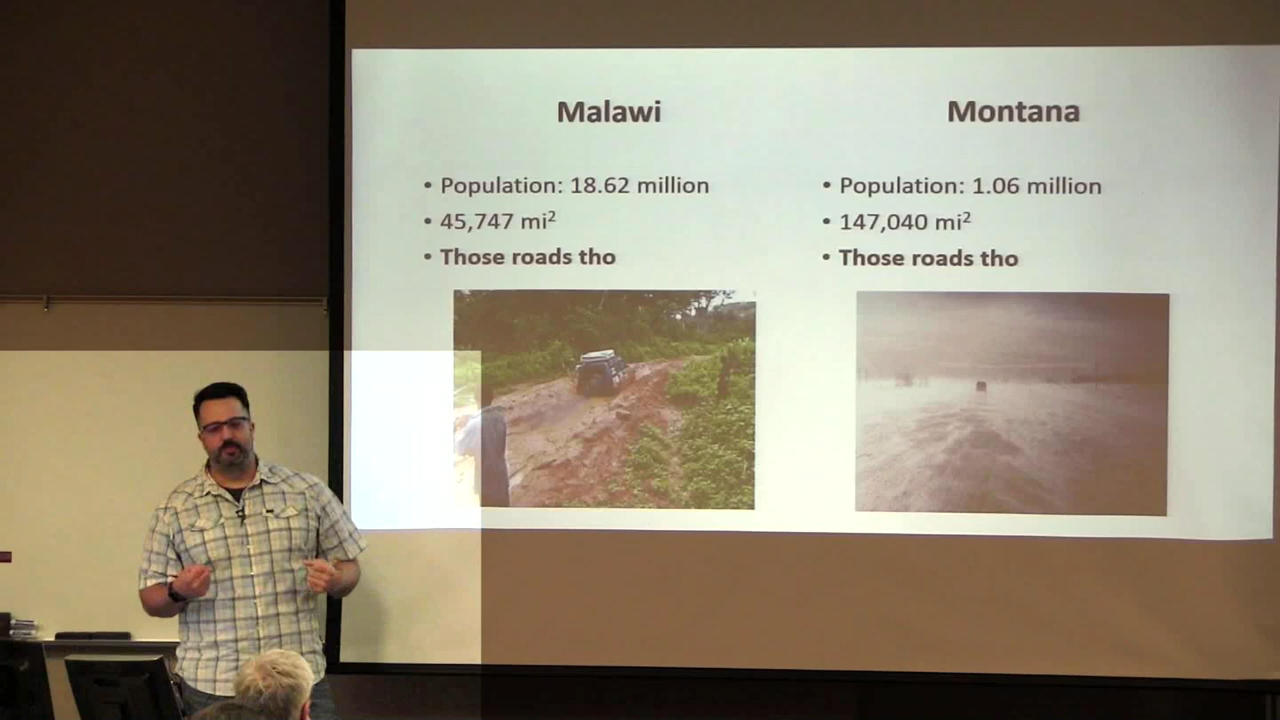 Malawi
• Population: 18.62 million
• 45,747 mi²
• Those roads tho
Montana
• Population: 1.06 million
• 147,040 mi²
• Those roads tho